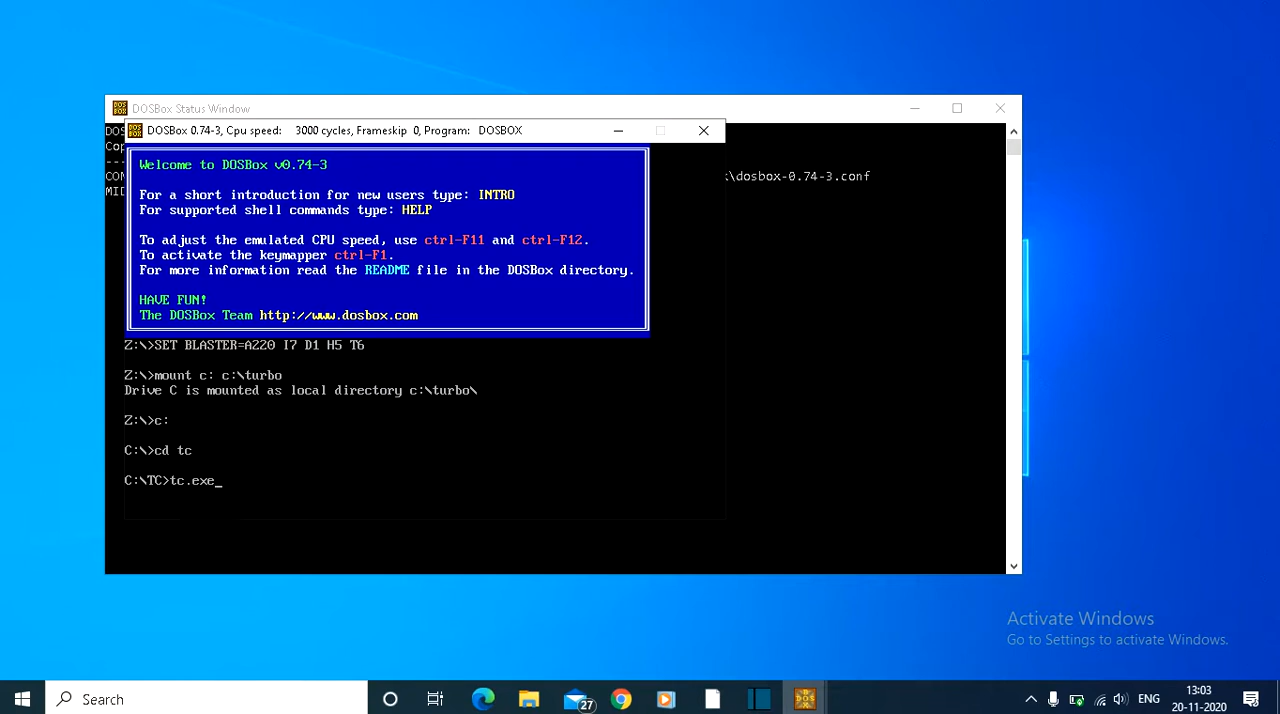 DOSBox Status Window
DOSBox 0.74-3, Cpu speed: 3000 cycles, Frameskip 0, Program: DOSBOX
DOS
Cop
---
CON
:\dosbox-0.74-3.conf
MID
Welcome to DOSBox v0.74-3
For a short introduction for new users type: INTRO
For supported shell commands type: HELP
To adjust the emulated CPU speed, use ctrl-F11 and ctrl-F12.
To activate the keymapper ctrl-F1.
For more information read the README file in the DOSBox directory.
HAVE FUN!
The DOSBox Team http://www.dosbox.com
Z:\>SET BLASTER=A220 I7 D1 H5 T6
Z:\>mount c: c:\turbo
Drive C is mounted as local directory c:\turbo\
Z:\>c:
C:\>cd tc
C:\TC>tc.exe_
Activate Windows
Go to Settings to activate Windows.
Search
27
ENG
13:03
20-11-2020